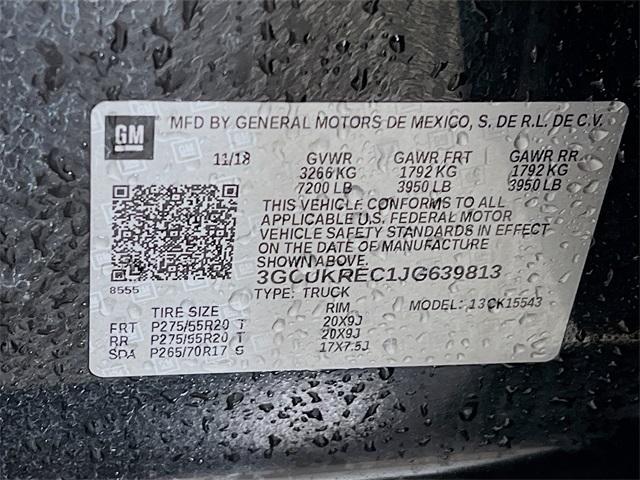 GM MFD BY GENERAL MOTORS DE MEXICO, S. DE R.L. DE C.V.
11/18 GVWR GAWR FRT GAWR RR
3266 KG 1792 KG 1792 KG
7200 LB 3950 LB 3950 LB
THIS VEHICLE CONFORMS TO ALL
APPLICABLE U.S. FEDERAL MOTOR
VEHICLE SAFETY STANDARDS IN EFFECT
ON THE DATE OF MANUFACTURE
SHOWN ABOVE.
3GCUKREC1JG639813
8555 TYPE: TRUCK MODEL: 13CK15543
TIRE SIZE RIM
FRT P275/55R20 T 20X9J
RR P275/55R20 T 20X9J
SPA P265/70R17 S 17X7.5J